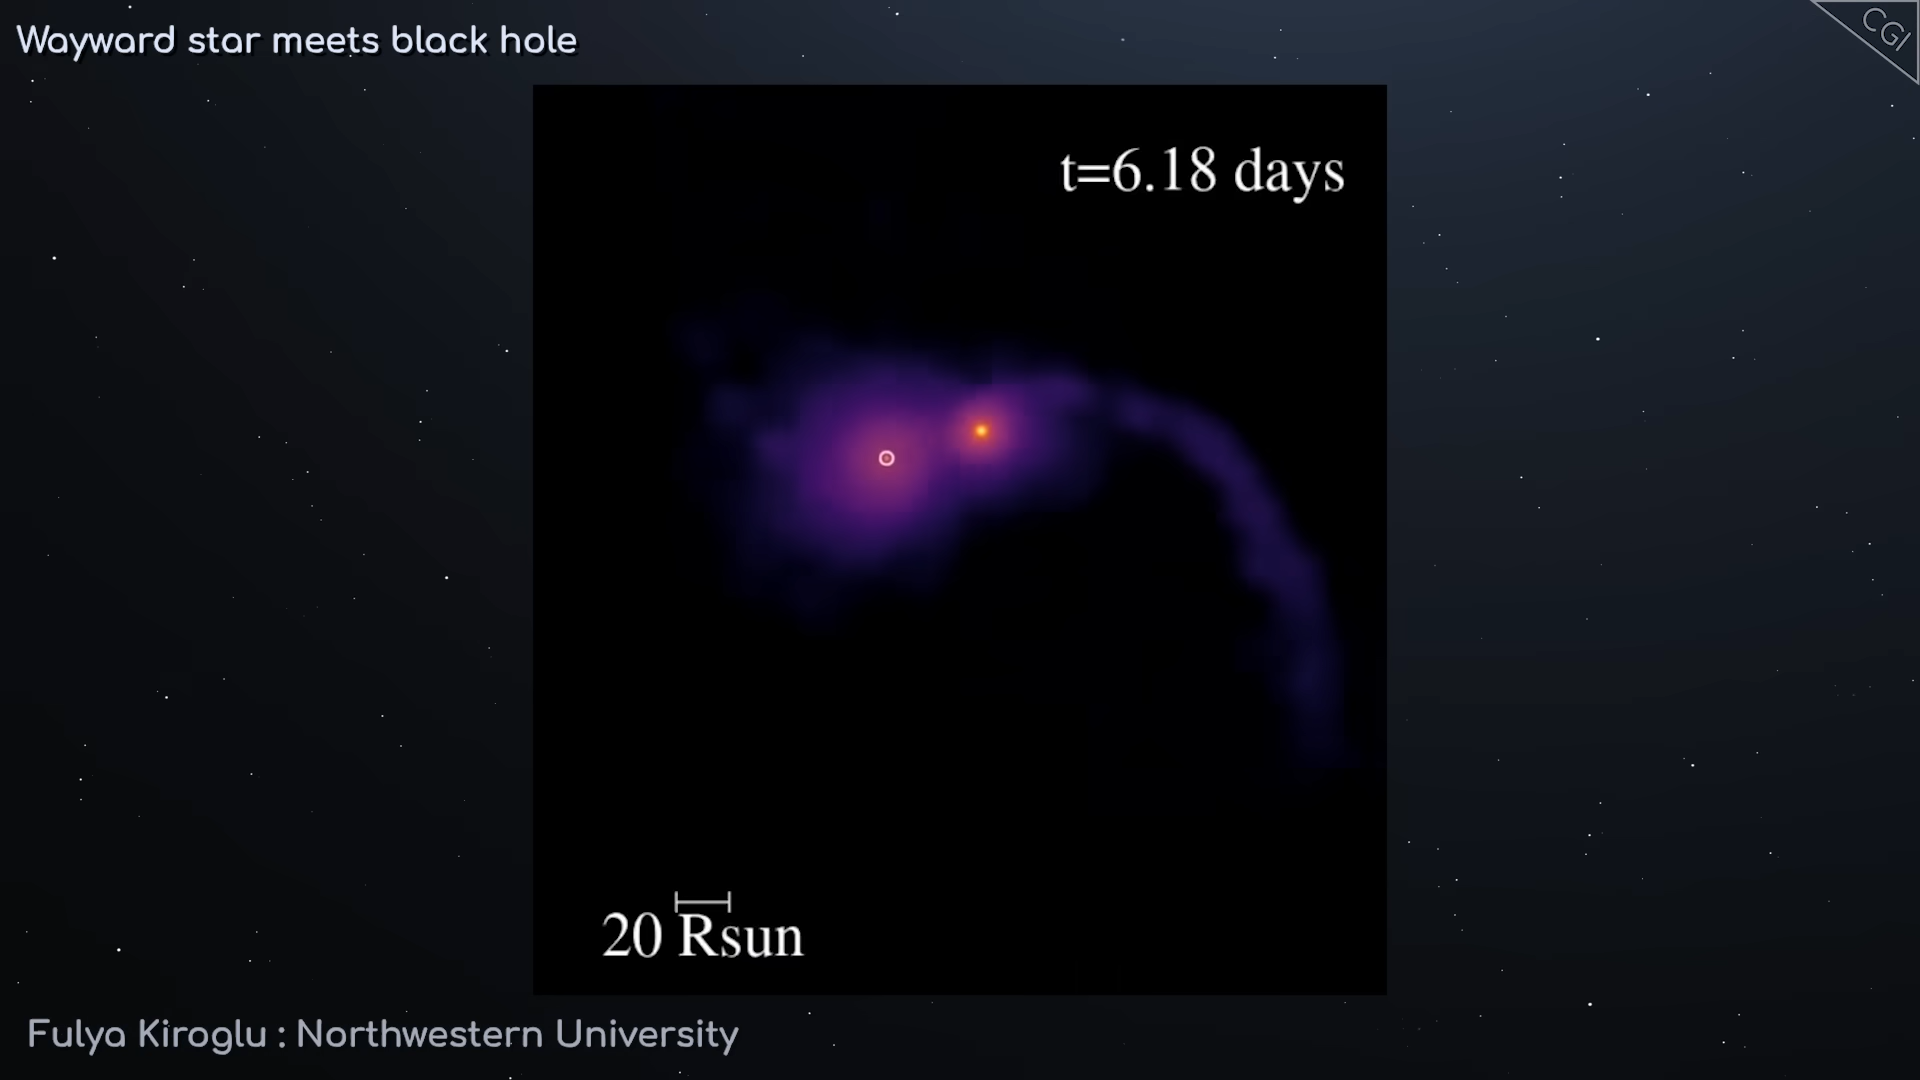 Wayward star meets black hole
CGI
t=6.18 days
20 Rsun
Fulya Kiroglu : Northwestern University